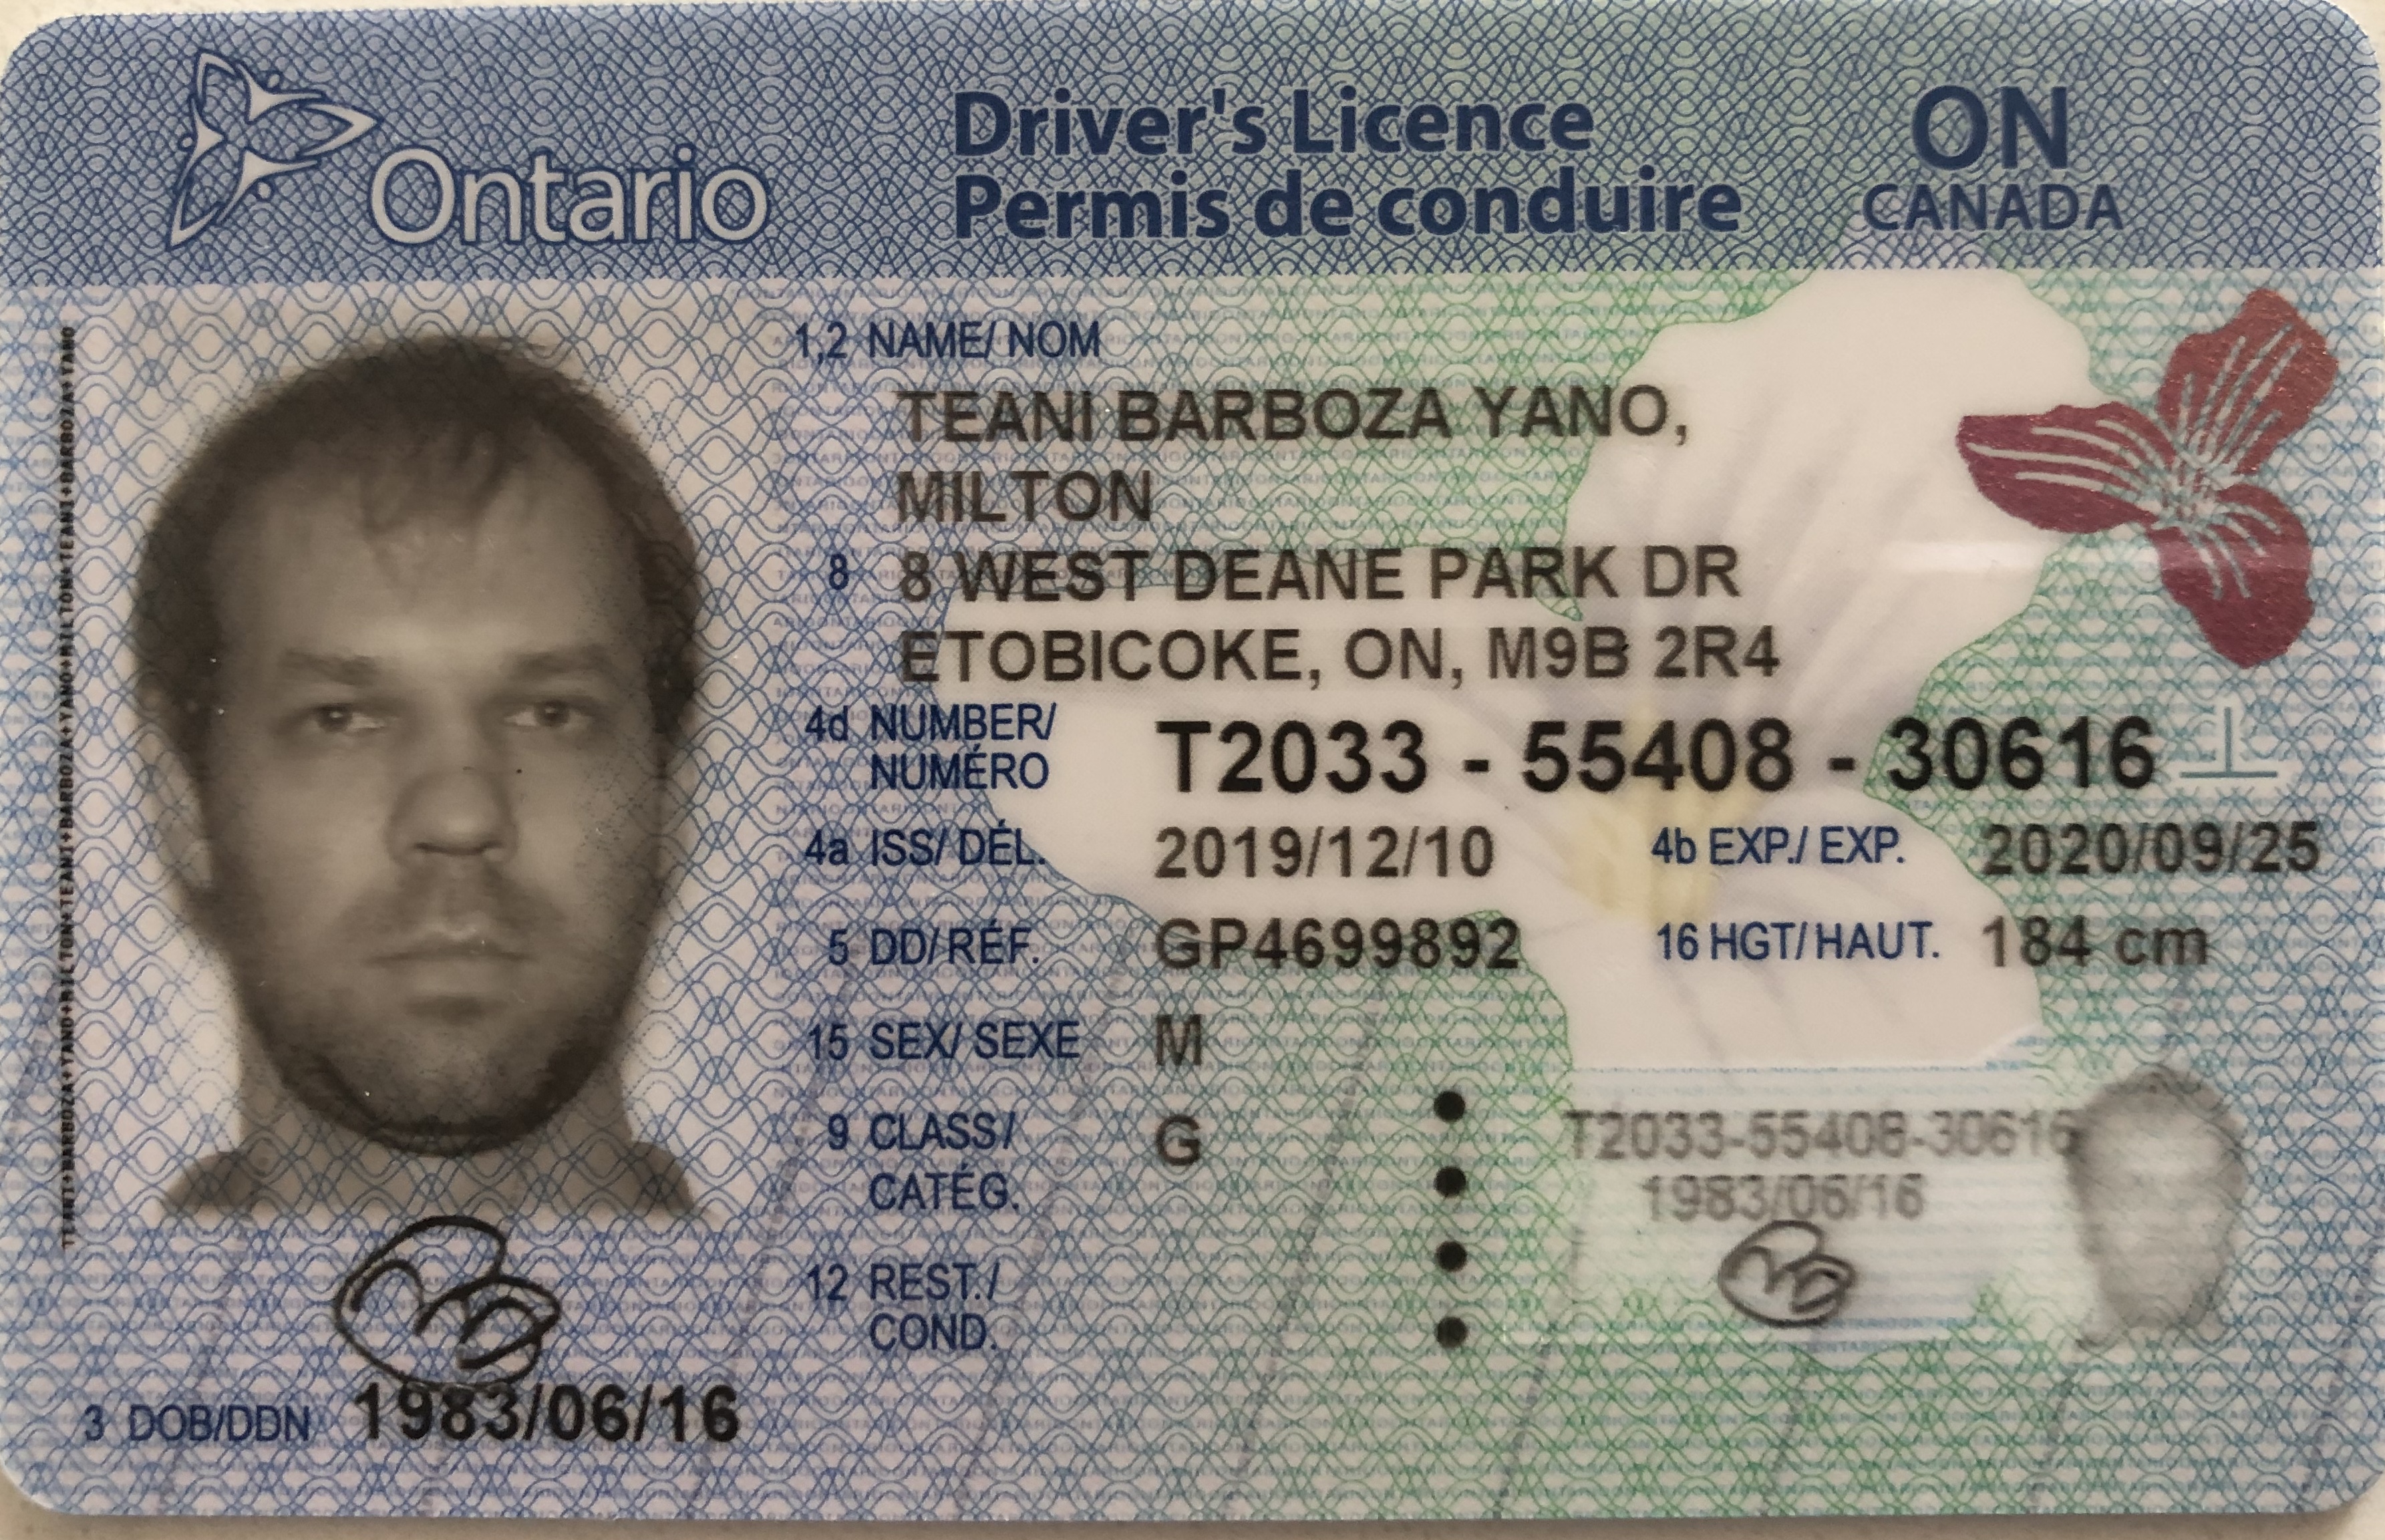 Ontario
Driver's Licence
Permis de conduire
ON
CANADA
1,2 NAME/ NOM
TEANI BARBOZA YANO,
MILTON
8 8 WEST DEANE PARK DR
ETOBICOKE, ON, M9B 2R4
4d NUMBER/
NUMÉRO T2033 - 55408 - 30616
4a ISS/ DÉL. 2019/12/10 4b EXP./ EXP. 2020/09/25
5 DD/ RÉF. GP4699892 16 HGT/ HAUT. 184 cm
15 SEX/ SEXE M
9 CLASS/ G
CATÉG.
12 REST./
COND.
T2033-55408-30616
1983/06/16
3 DOB/DDN 1983/06/16
TEANI+BARBOZA+YANO+MILTON+TEANI+BARBOZA+YANO+MILTON+TEANI+BARBOZA+YANO